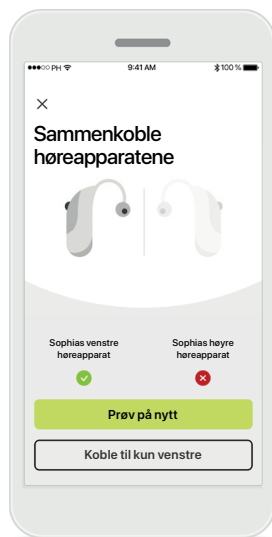 PH 9:41 AM 100 %
Sammenkoble
høreapparatene
Sophias venstre
høreapparat
Sophias høyre
høreapparat
Prøv på nytt
Koble til kun venstre